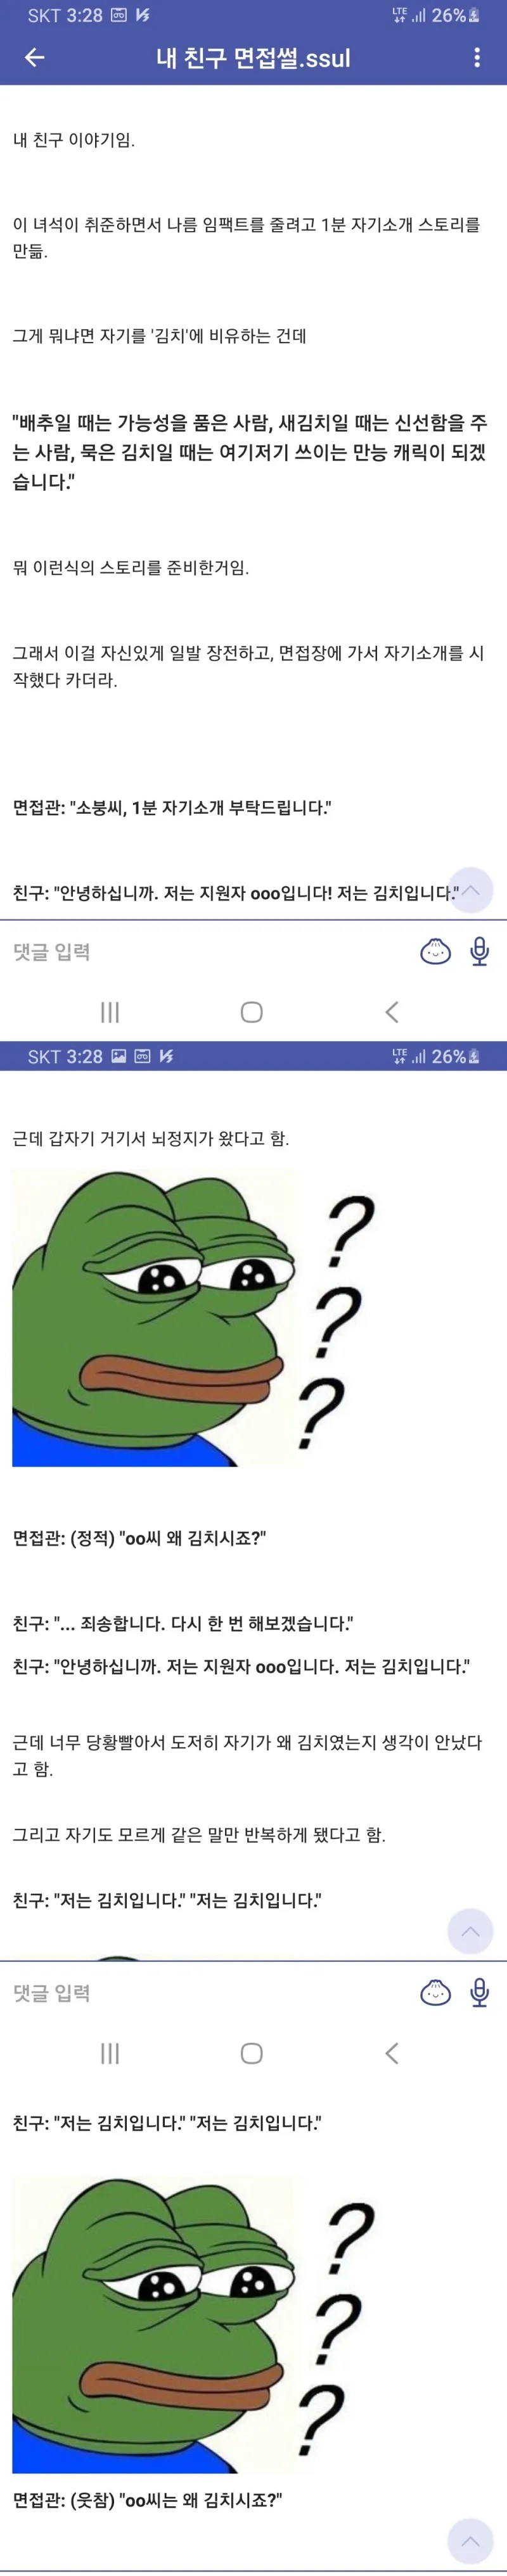 SKT 3:28
LTE 26%
내 친구 면접썰.ssul
내 친구 이야기임.
이 녀석이 취준하면서 나름 임팩트를 줄려고 1분 자기소개 스토리를
만듦.
그게 뭐냐면 자기를 '김치'에 비유하는 건데
"배추일 때는 가능성을 품은 사람, 새김치일 때는 신선함을 주
는 사람, 묵은 김치일 때는 여기저기 쓰이는 만능 캐릭이 되겠
습니다."
뭐 이런식의 스토리를 준비한거임.
그래서 이걸 자신있게 일발 장전하고, 면접장에 가서 자기소개를 시
작했다 카더라.
면접관: "소붕씨, 1분 자기소개 부탁드립니다."
친구: "안녕하십니까. 저는 지원자 ooo입니다! 저는 김치입니다."
댓글 입력
SKT 3:28
LTE 26%
근데 갑자기 거기서 뇌정지가 왔다고 함.
?
?
?
면접관: (정적) "oo씨 왜 김치시죠?"
친구: "... 죄송합니다. 다시 한 번 해보겠습니다."
친구: "안녕하십니까. 저는 지원자 ooo입니다. 저는 김치입니다."
근데 너무 당황빨아서 도저히 자기가 왜 김치였는지 생각이 안났다
고 함.
그리고 자기도 모르게 같은 말만 반복하게 됐다고 함.
친구: "저는 김치입니다." "저는 김치입니다."
댓글 입력
친구: "저는 김치입니다." "저는 김치입니다."
?
?
?
면접관: (웃참) "oo씨는 왜 김치시죠?"